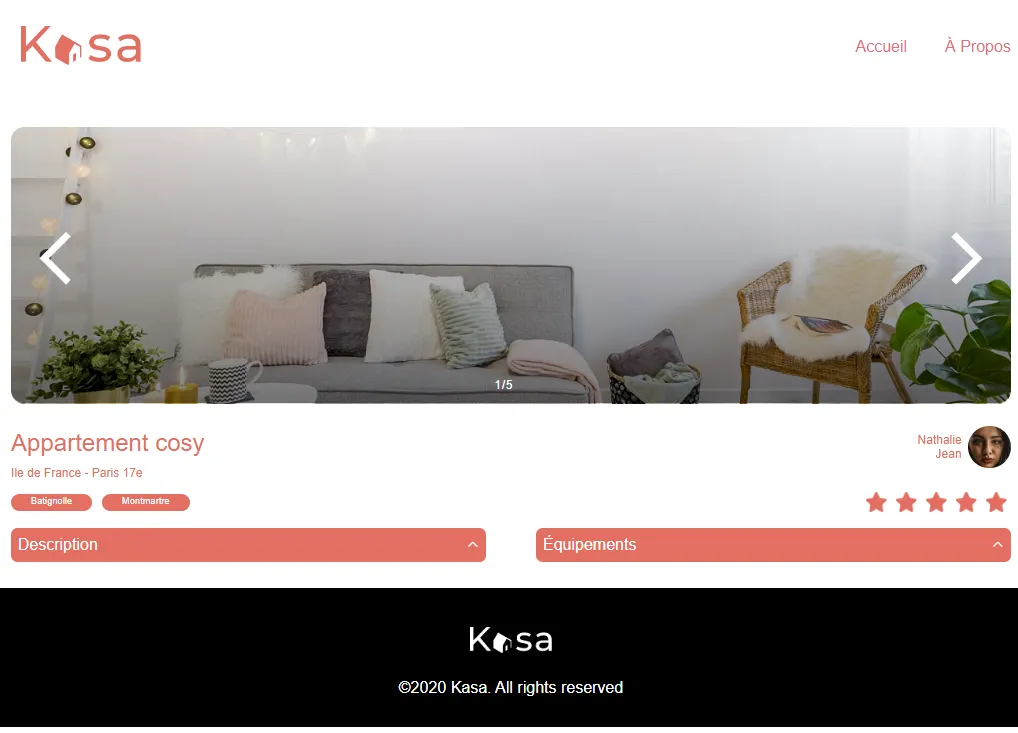 Kasa
Accueil
À Propos
1/5
Appartement cosy
Ile de France - Paris 17e
Nathalie
Jean
Batignolle
Montmartre
Description
Équipements
Kasa
©2020 Kasa. All rights reserved